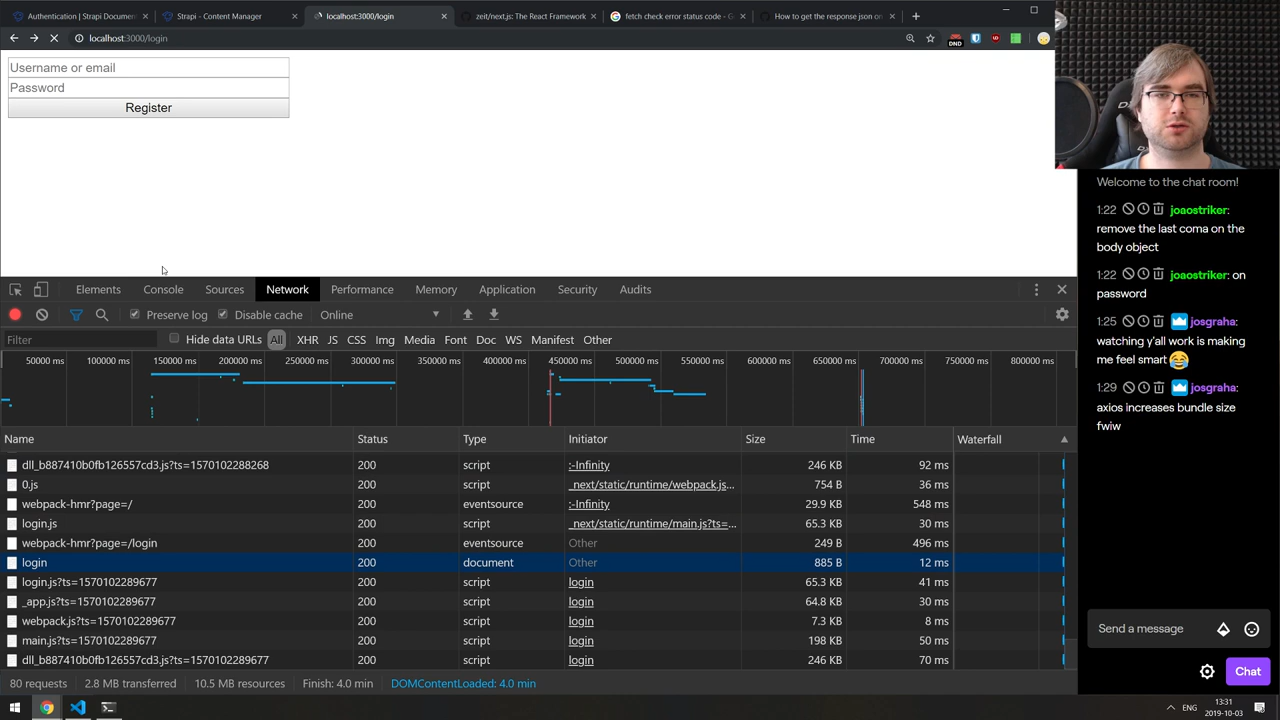 Authentication | Strapi Documen
Strapi - Content Manager
localhost:3000/login
zeit/next.js: The React Framework
fetch check error status code - G
How to get the response json on
localhost:3000/login
DND
Username or email
Password
Register
Welcome to the chat room!
1:22 joaostriker:
remove the last coma on the
body object
1:22 joaostriker: on
password
1:25 josgraha:
watching y'all work is making
me feel smart 😂
1:29 josgraha:
axios increases bundle size
fwiw
Send a message
Chat
Elements Console Sources Network Performance Memory Application Security Audits
Preserve log Disable cache Online
Filter Hide data URLs All XHR JS CSS Img Media Font Doc WS Manifest Other
50000 ms 100000 ms 150000 ms 200000 ms 250000 ms 300000 ms 350000 ms 400000 ms 450000 ms 500000 ms 550000 ms 600000 ms 650000 ms 700000 ms 750000 ms 800000 ms
Name Status Type Initiator Size Time Waterfall
dll_b887410b0fb126557cd3.js?ts=1570102288268 200 script :-Infinity 246 KB 92 ms
0.js 200 script _next/static/runtime/webpack.js... 754 B 36 ms
webpack-hmr?page=/ 200 eventsource :-Infinity 29.9 KB 548 ms
login.js 200 script _next/static/runtime/main.js?ts=... 65.3 KB 30 ms
webpack-hmr?page=/login 200 eventsource Other 249 B 496 ms
login 200 document Other 885 B 12 ms
login.js?ts=1570102289677 200 script login 65.3 KB 41 ms
_app.js?ts=1570102289677 200 script login 64.8 KB 30 ms
webpack.js?ts=1570102289677 200 script login 7.3 KB 8 ms
main.js?ts=1570102289677 200 script login 198 KB 50 ms
dll_b887410b0fb126557cd3.js?ts=1570102289677 200 script login 246 KB 70 ms
80 requests 2.8 MB transferred 10.5 MB resources Finish: 4.0 min DOMContentLoaded: 4.0 min
ENG
13:31
2019-10-03